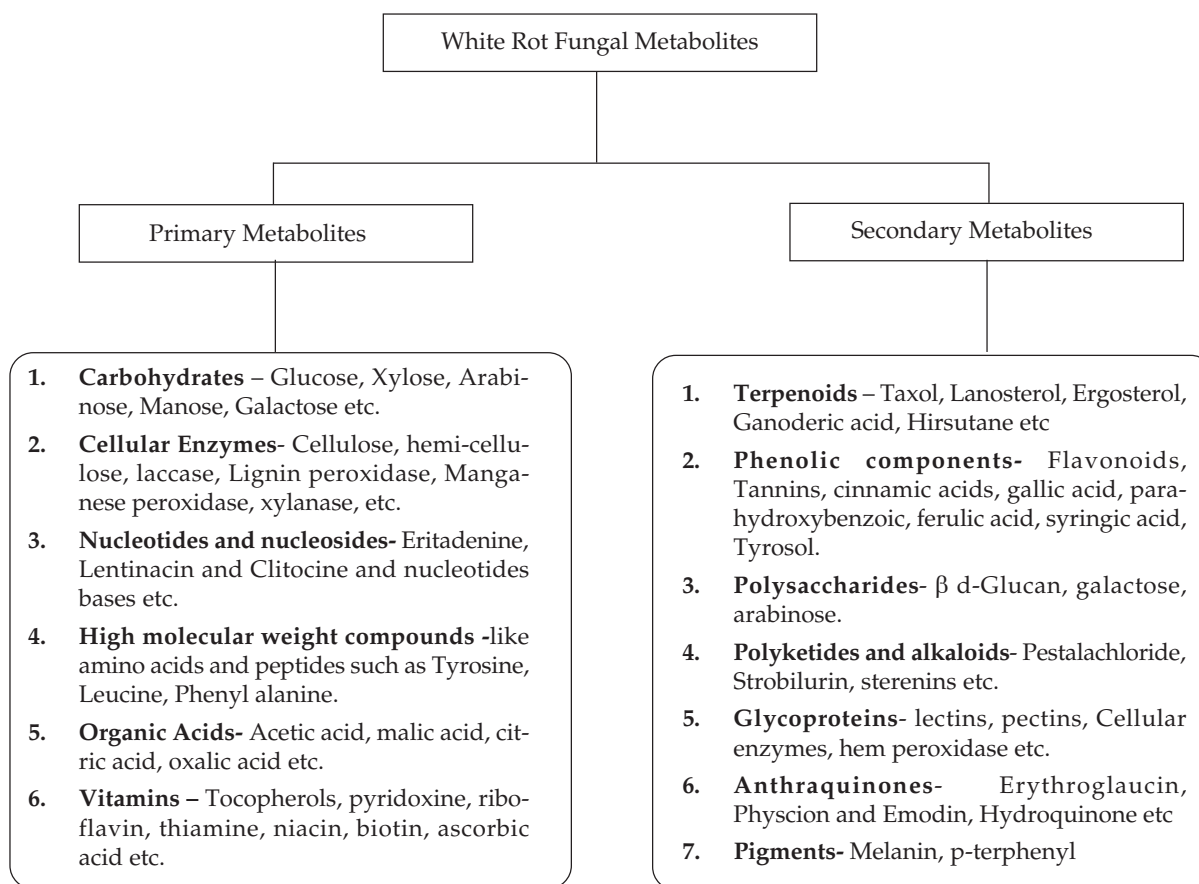 White Rot Fungal Metabolites
Primary Metabolites
Secondary Metabolites
1. Carbohydrates – Glucose, Xylose, Arabi-
nose, Manose, Galactose etc.
2. Cellular Enzymes- Cellulose, hemi-cellu-
lose, laccase, Lignin peroxidase, Manga-
nese peroxidase, xylanase, etc.
3. Nucleotides and nucleosides- Eritadenine,
Lentinacin and Clitocine and nucleotides
bases etc.
4. High molecular weight compounds -like
amino acids and peptides such as Tyrosine,
Leucine, Phenyl alanine.
5. Organic Acids- Acetic acid, malic acid, cit-
ric acid, oxalic acid etc.
6. Vitamins – Tocopherols, pyridoxine, ribo-
flavin, thiamine, niacin, biotin, ascorbic
acid etc.
1. Terpenoids – Taxol, Lanosterol, Ergosterol,
Ganoderic acid, Hirsutane etc
2. Phenolic components- Flavonoids,
Tannins, cinnamic acids, gallic acid, para-
hydroxybenzoic, ferulic acid, syringic acid,
Tyrosol.
3. Polysaccharides- β d-Glucan, galactose,
arabinose.
4. Polyketides and alkaloids- Pestalachloride,
Strobilurin, sterenins etc.
5. Glycoproteins- lectins, pectins, Cellular
enzymes, hem peroxidase etc.
6. Anthraquinones- Erythroglaucin,
Physcion and Emodin, Hydroquinone etc
7. Pigments- Melanin, p-terphenyl